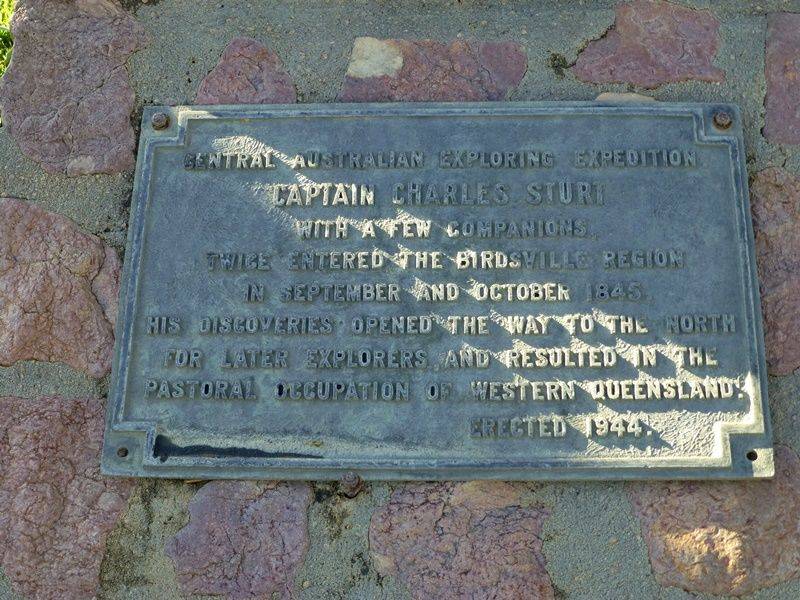 CENTRAL AUSTRALIAN EXPLORING EXPEDITION
CAPTAIN CHARLES STURT
WITH A FEW COMPANIONS,
TWICE ENTERED THE BIRDSVILLE REGION
IN SEPTEMBER AND OCTOBER 1845.
HIS DISCOVERIES OPENED THE WAY TO THE NORTH
FOR LATER EXPLORERS, AND RESULTED IN THE
PASTORAL OCCUPATION OF WESTERN QUEENSLAND.
ERECTED 1944.